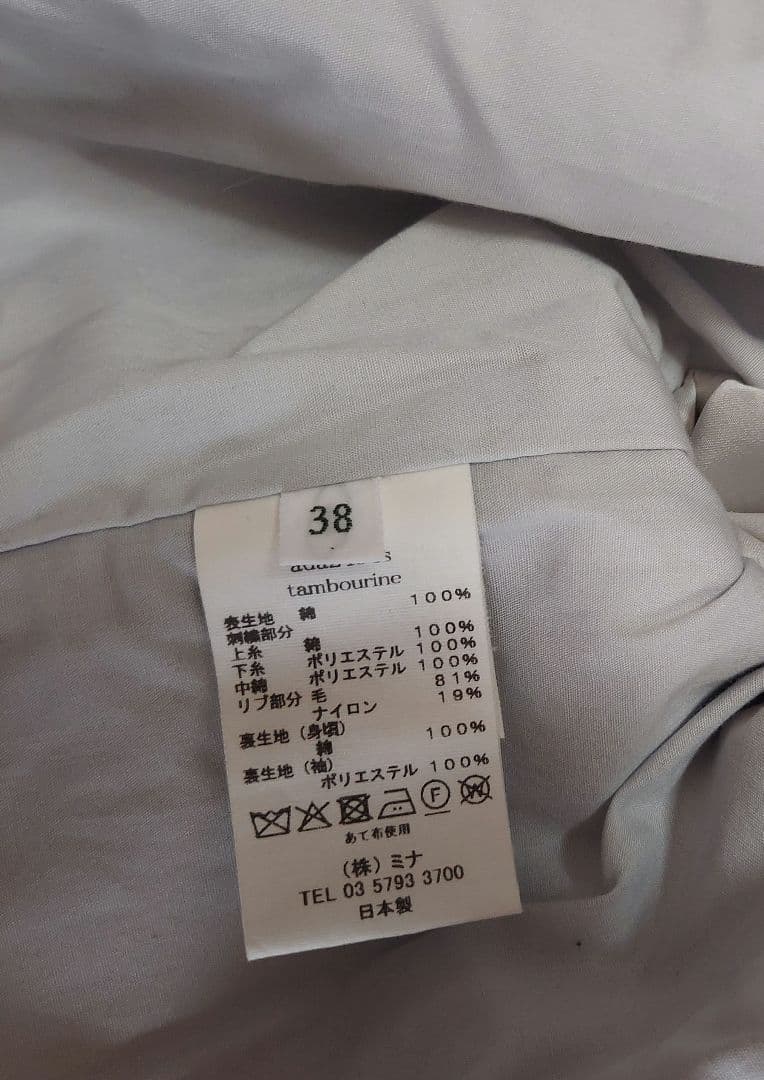 38
tambourine
表生地 綿 100%
刺繍部分
上糸 綿 100%
下糸 ポリエステル 100%
中綿 ポリエステル 100%
リブ部分 毛 81%
ナイロン 19%
裏生地（身頃）
綿 100%
裏生地（袖）
ポリエステル 100%
F W
あて布使用
（株）ミナ
TEL 03 5793 3700
日本製